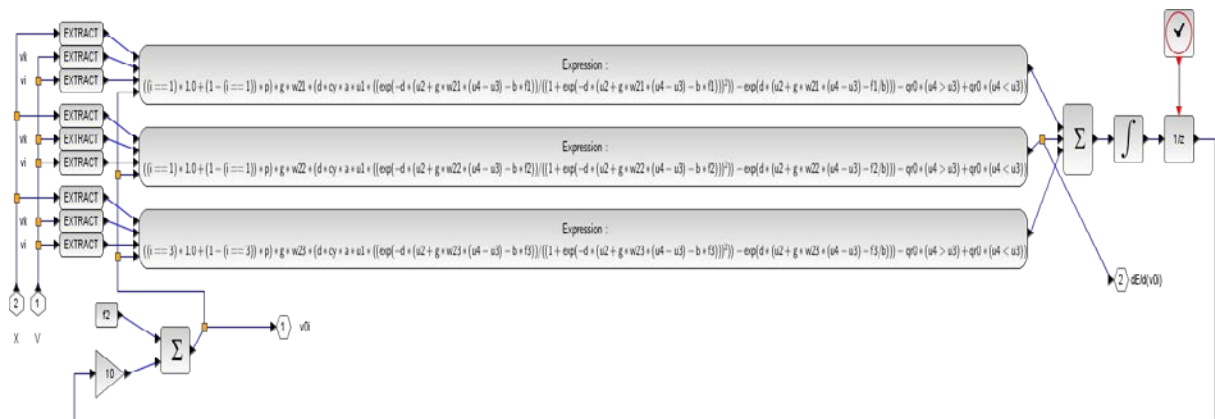 EXTRACT
vk EXTRACT
vi EXTRACT
Expression :
((i == 1) * 1.0 + (1 - (i == 1)) * p) * g * w21 * (d * cy * a * u1 * ((exp(-d * (u2 + g * w21 * (u4 - u3) - b * f1))/((1 + exp(-d * (u2 + g * w21 * (u4 - u3) - b * f1)))²)) - exp(d * (u2 + g * w21 * (u4 - u3) - f1/b))) - qr0 * (u4 > u3) + qr0 * (u4 < u3))
EXTRACT
vk EXTRACT
vi EXTRACT
Expression :
((i == 1) * 1.0 + (1 - (i == 1)) * p) * g * w22 * (d * cy * a * u1 * ((exp(-d * (u2 + g * w22 * (u4 - u3) - b * f2))/((1 + exp(-d * (u2 + g * w22 * (u4 - u3) - b * f2)))²)) - exp(d * (u2 + g * w22 * (u4 - u3) - f2/b))) - qr0 * (u4 > u3) + qr0 * (u4 < u3))
EXTRACT
vk EXTRACT
vi EXTRACT
Expression :
((i == 3) * 1.0 + (1 - (i == 3)) * p) * g * w23 * (d * cy * a * u1 * ((exp(-d * (u2 + g * w23 * (u4 - u3) - b * f3))/((1 + exp(-d * (u2 + g * w23 * (u4 - u3) - b * f3)))²)) - exp(d * (u2 + g * w23 * (u4 - u3) - f3/b))) - qr0 * (u4 > u3) + qr0 * (u4 < u3))
Σ
∫
1/z
2 dE/d(v0i)
2 1
X V
f2
Σ
1 v0i
10